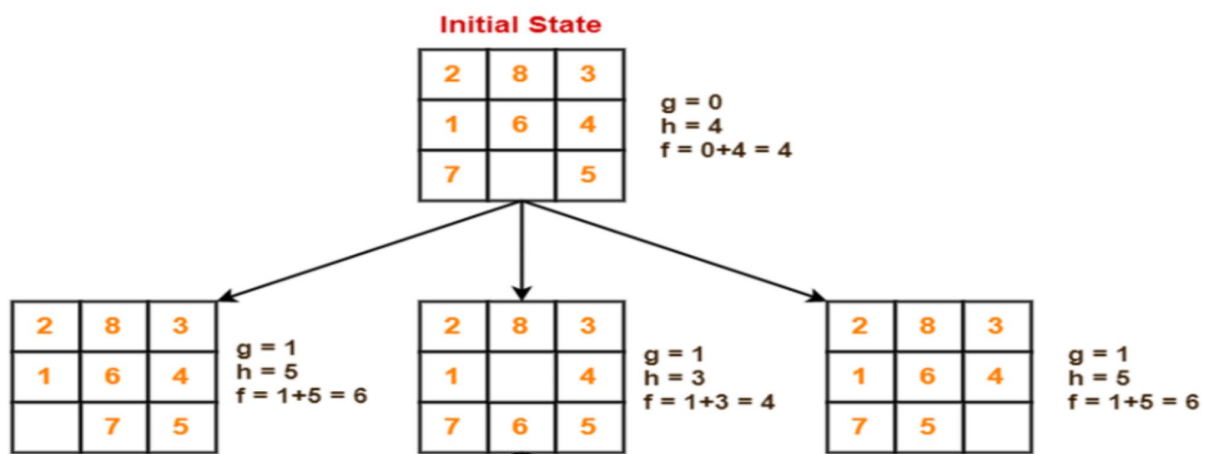 Initial State
2 8 3
1 6 4
7 5
g = 0
h = 4
f = 0+4 = 4
2 8 3
1 6 4
7 5
g = 1
h = 5
f = 1+5 = 6
2 8 3
1 4
7 6 5
g = 1
h = 3
f = 1+3 = 4
2 8 3
1 6 4
7 5
g = 1
h = 5
f = 1+5 = 6